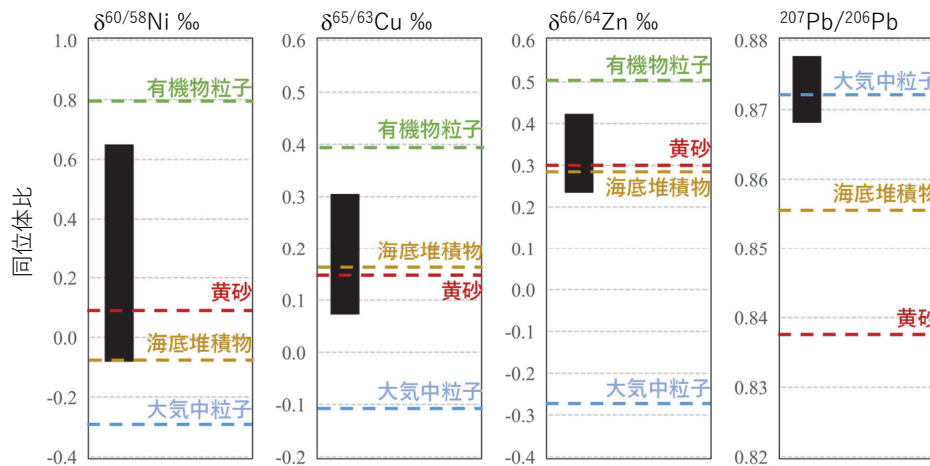 δ60/58Ni ‰
1.0
0.8
0.6
0.4
0.2
0.0
-0.2
-0.4
同位体比
有機物粒子
黄砂
海底堆積物
大気中粒子
δ65/63Cu ‰
0.6
0.5
0.4
0.3
0.2
0.1
0.0
-0.1
-0.2
有機物粒子
海底堆積物
黄砂
大気中粒子
δ66/64Zn ‰
0.6
0.5
0.4
0.3
0.2
0.1
0.0
-0.1
-0.2
-0.3
-0.4
有機物粒子
黄砂
海底堆積物
大気中粒子
207Pb/206Pb
0.88
0.87
0.86
0.85
0.84
0.83
0.82
大気中粒子
海底堆積物
黄砂